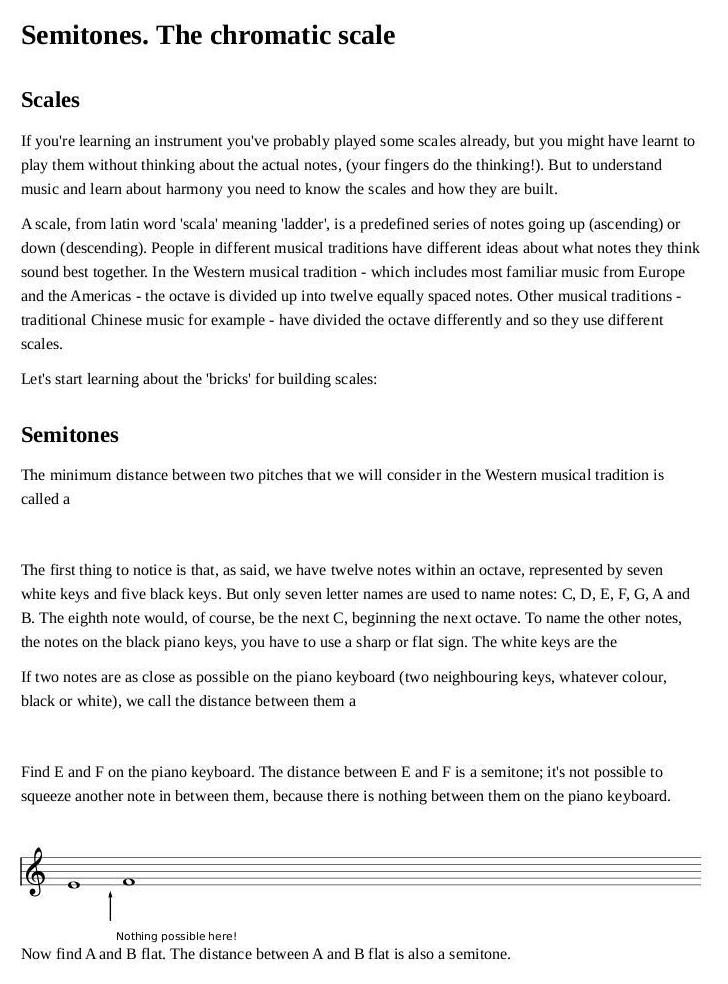 Semitones. The chromatic scale
Scales
If you're learning an instrument you've probably played some scales already, but you might have learnt to
play them without thinking about the actual notes, (your fingers do the thinking!). But to understand
music and learn about harmony you need to know the scales and how they are built.
A scale, from latin word 'scala' meaning 'ladder', is a predefined series of notes going up (ascending) or
down (descending). People in different musical traditions have different ideas about what notes they think
sound best together. In the Western musical tradition - which includes most familiar music from Europe
and the Americas - the octave is divided up into twelve equally spaced notes. Other musical traditions -
traditional Chinese music for example - have divided the octave differently and so they use different
scales.
Let's start learning about the 'bricks' for building scales:
Semitones
The minimum distance between two pitches that we will consider in the Western musical tradition is
called a
The first thing to notice is that, as said, we have twelve notes within an octave, represented by seven
white keys and five black keys. But only seven letter names are used to name notes: C, D, E, F, G, A and
B. The eighth note would, of course, be the next C, beginning the next octave. To name the other notes,
the notes on the black piano keys, you have to use a sharp or flat sign. The white keys are the
If two notes are as close as possible on the piano keyboard (two neighbouring keys, whatever colour,
black or white), we call the distance between them a
Find E and F on the piano keyboard. The distance between E and F is a semitone; it's not possible to
squeeze another note in between them, because there is nothing between them on the piano keyboard.
Nothing possible here!
Now find A and B flat. The distance between A and B flat is also a semitone.